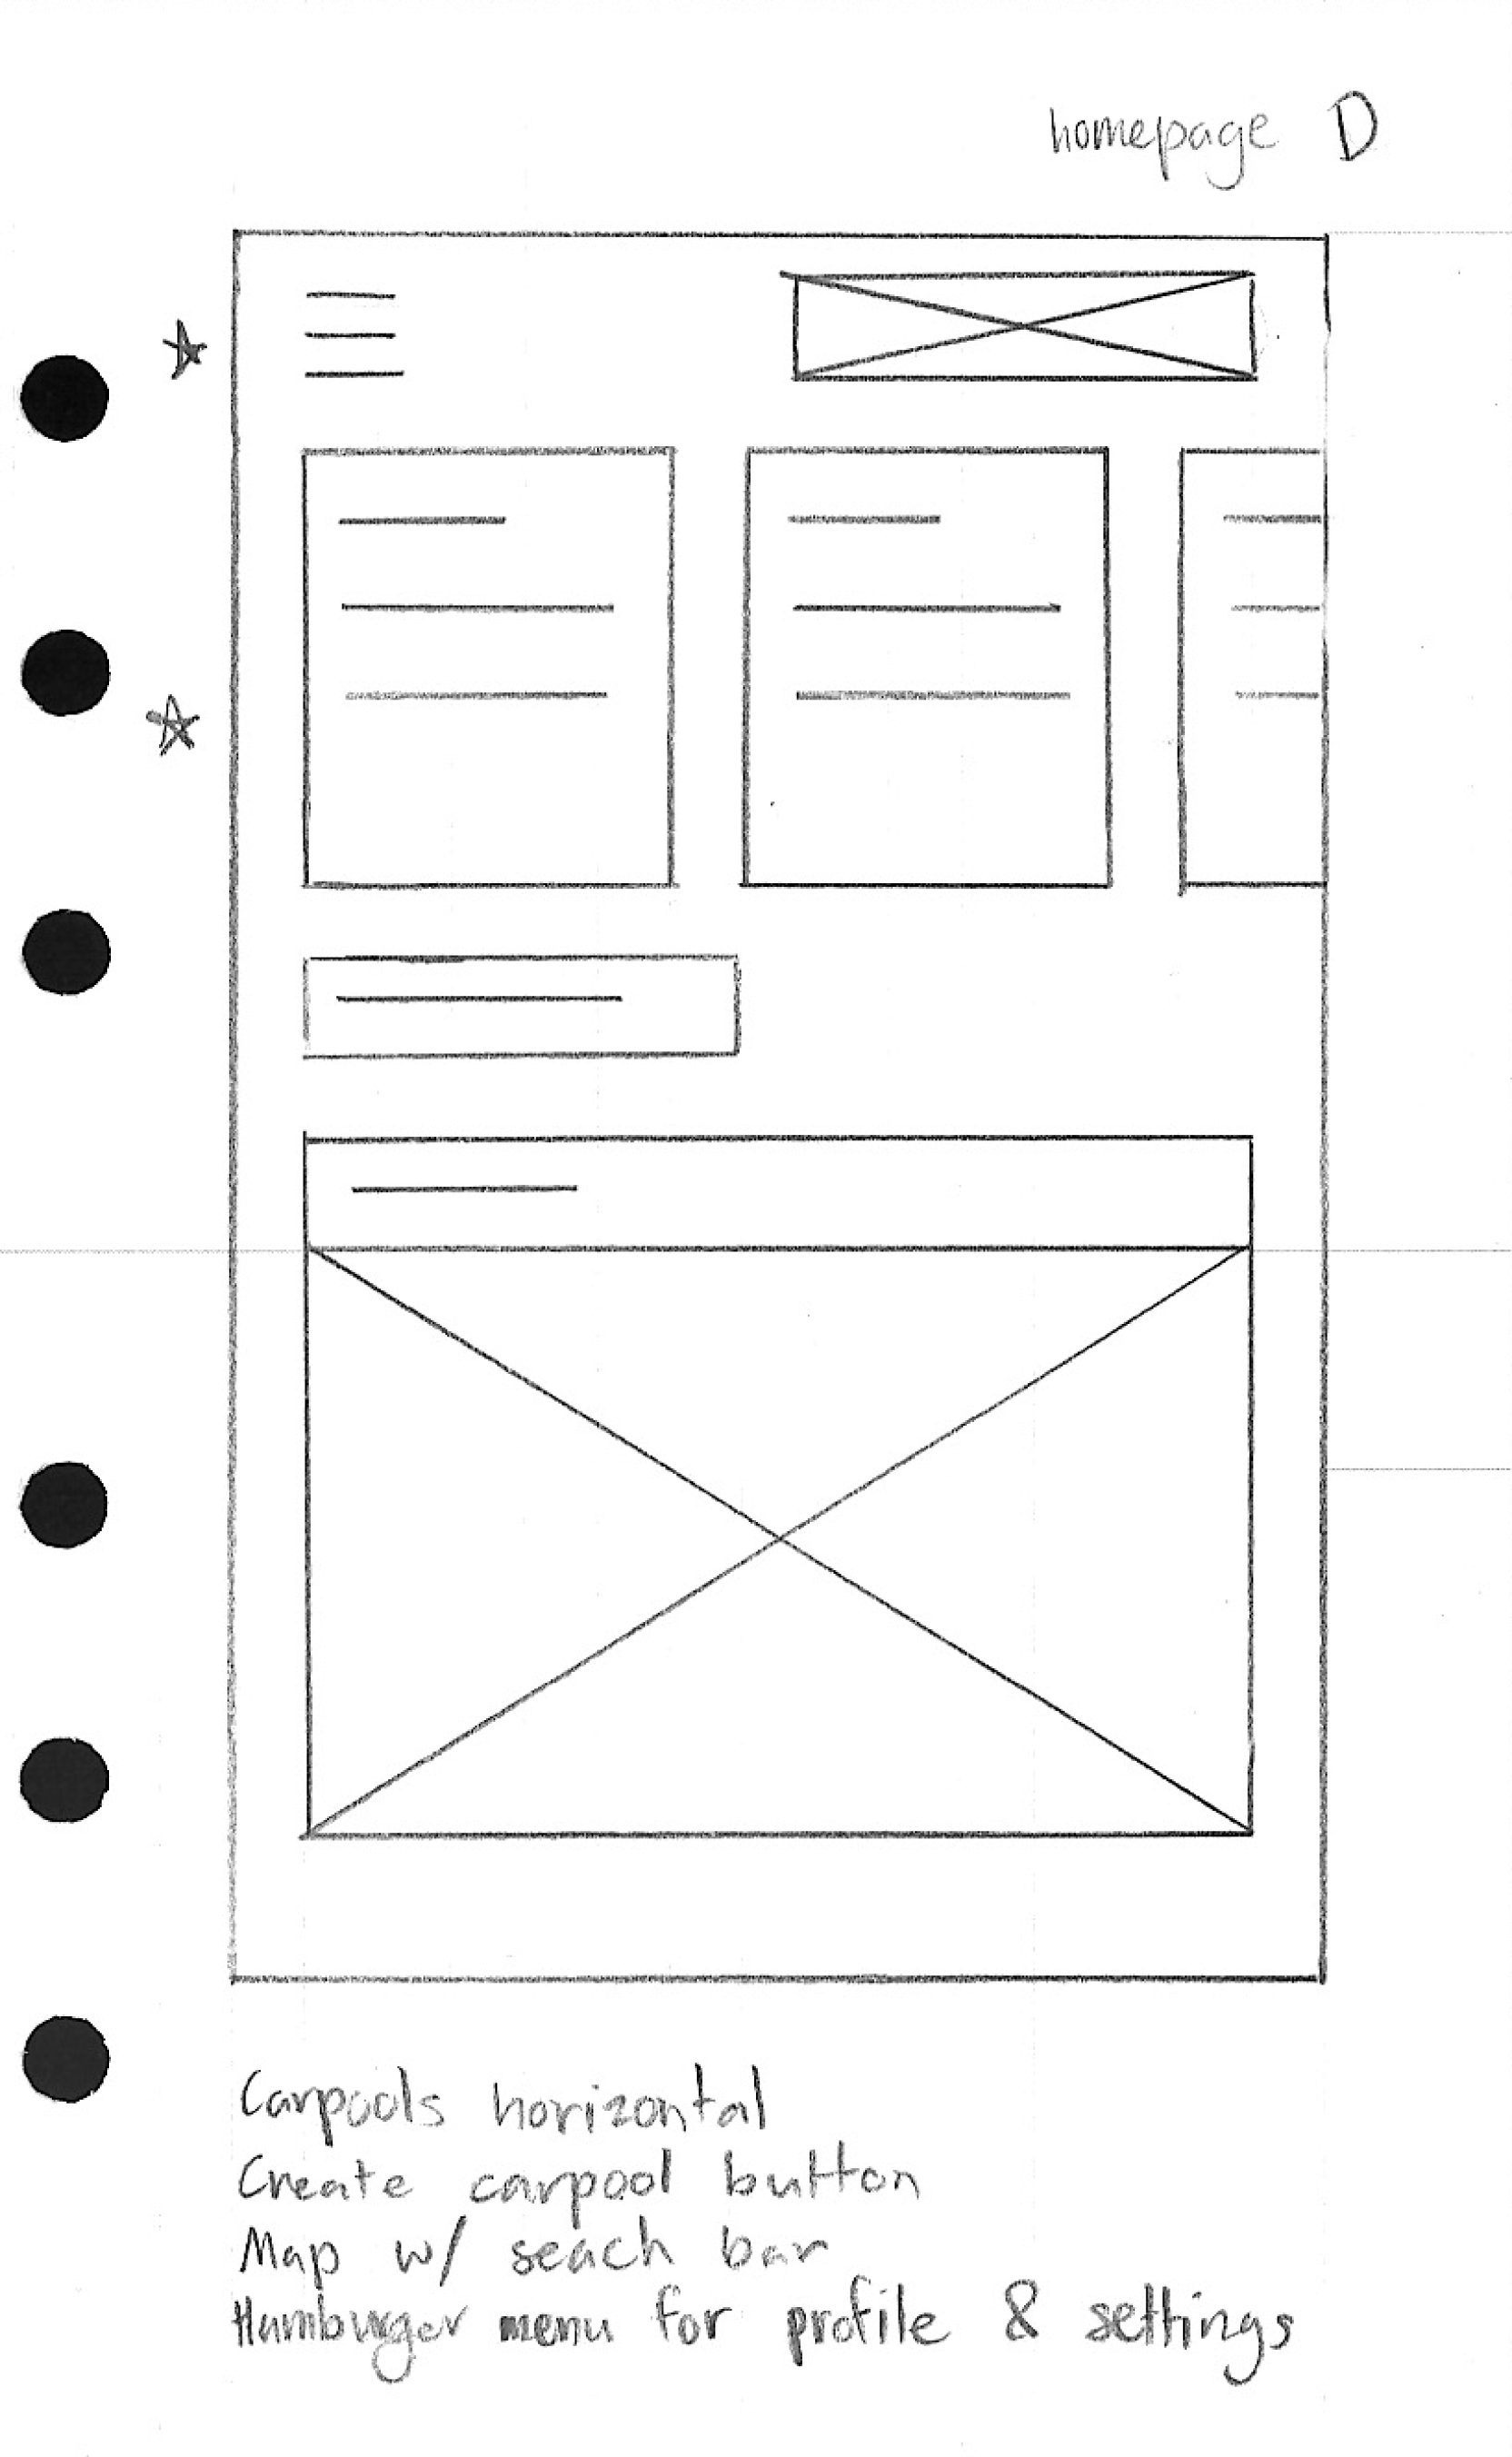 homepage D
Carpools horizontal
Create carpool button
Map w/ seach bar
Hamburger menu for profile & settings